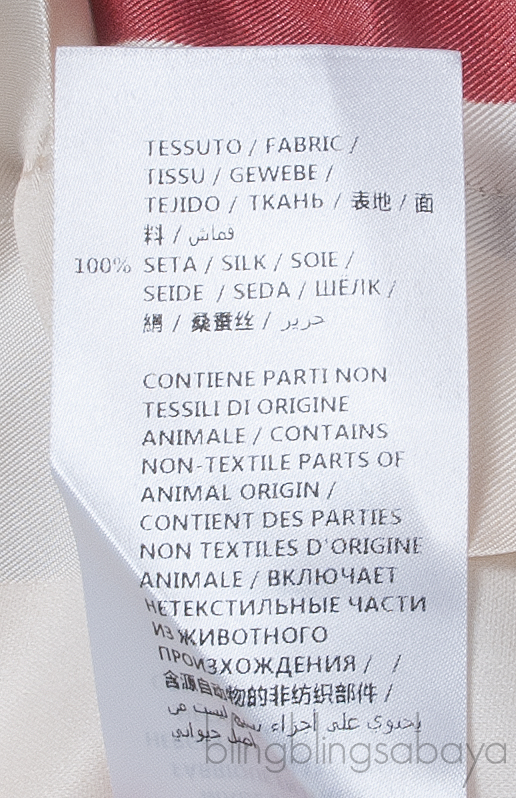 TESSUTO / FABRIC /
TISSU / GEWEBE /
TEJIDO / ТКАНЬ / 表地 / 面
料 / قماش
100% SETA / SILK / SOIE /
SEIDE / SEDA / ШЁЛК /
絹 / 桑蚕丝 / حرير
CONTIENE PARTI NON
TESSILI DI ORIGINE
ANIMALE / CONTAINS
NON-TEXTILE PARTS OF
ANIMAL ORIGIN /
CONTIENT DES PARTIES
NON TEXTILES D'ORIGINE
ANIMALE / ВКЛЮЧАЕТ
НЕТЕКСТИЛЬНЫЕ ЧАСТИ
ИЗ ЖИВОТНОГО
ПРОИЗХОЖДЕНИЯ / /
含源自动物的非纺织部件 /
يحتوي على أجزاء ليست من
حيواني
blingblingsabaya